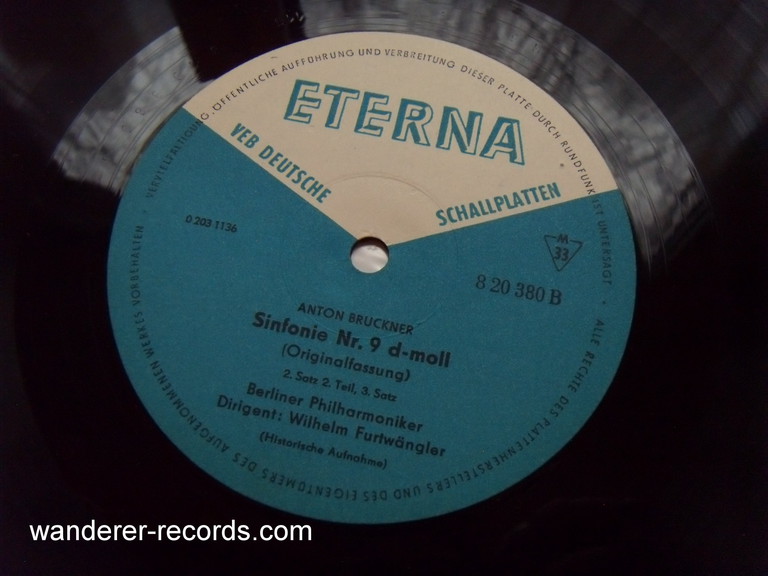 VERVIELFÄLTIGUNG, ÖFFENTLICHE AUFFÜHRUNG UND VERBREITUNG DIESER PLATTE DURCH RUNDFUNK IST UNTERSAGT • ALLE RECHTE DES PLATTENHERSTELLERS UND DES EIGENTÜMERS DES AUFGENOMMENEN WERKES VORBEHALTEN •
ETERNA
VEB DEUTSCHE
SCHALLPLATTEN
0 203 1136
M
33
8 20 380 B
ANTON BRUCKNER
Sinfonie Nr. 9 d-moll
(Originalfassung)
2. Satz 2. Teil, 3. Satz
Berliner Philharmoniker
Dirigent: Wilhelm Furtwängler
(Historische Aufnahme)
wanderer-records.com